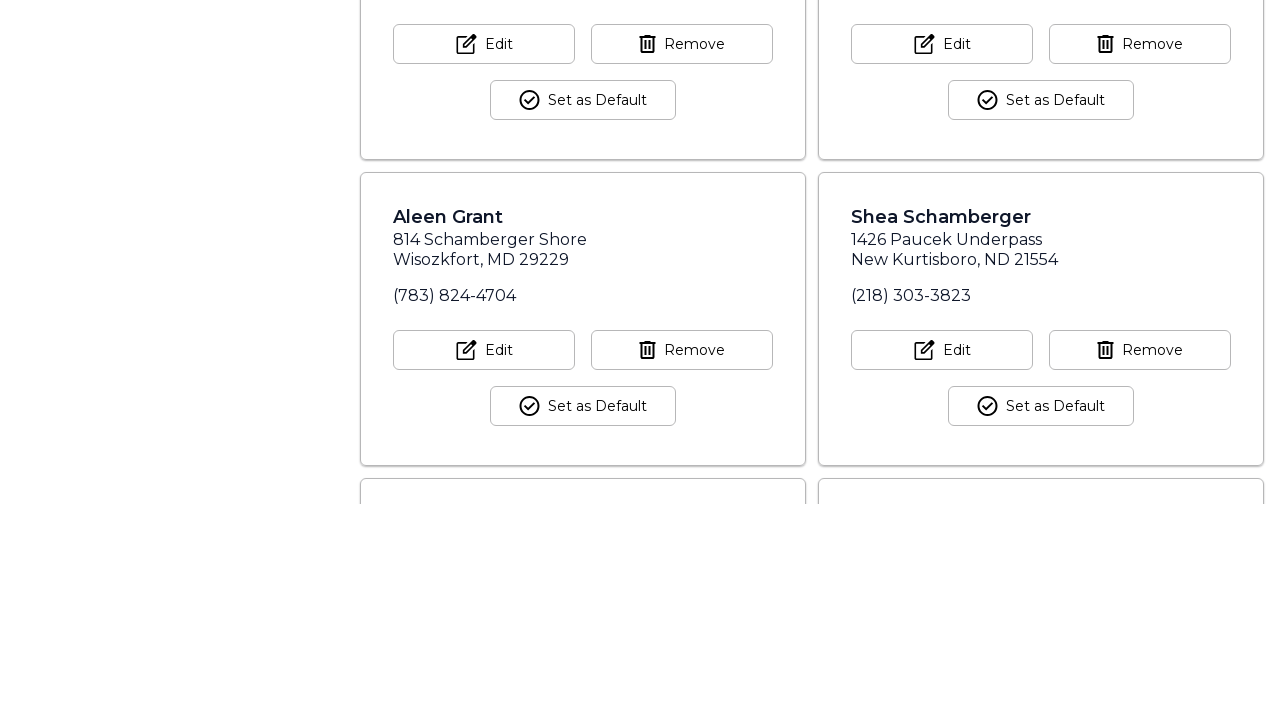 Edit Remove Edit Remove
Set as Default Set as Default
Aleen Grant
814 Schamberger Shore
Wisozkfort, MD 29229
(783) 824-4704
Edit Remove
Set as Default
Shea Schamberger
1426 Paucek Underpass
New Kurtisboro, ND 21554
(218) 303-3823
Edit Remove
Set as Default